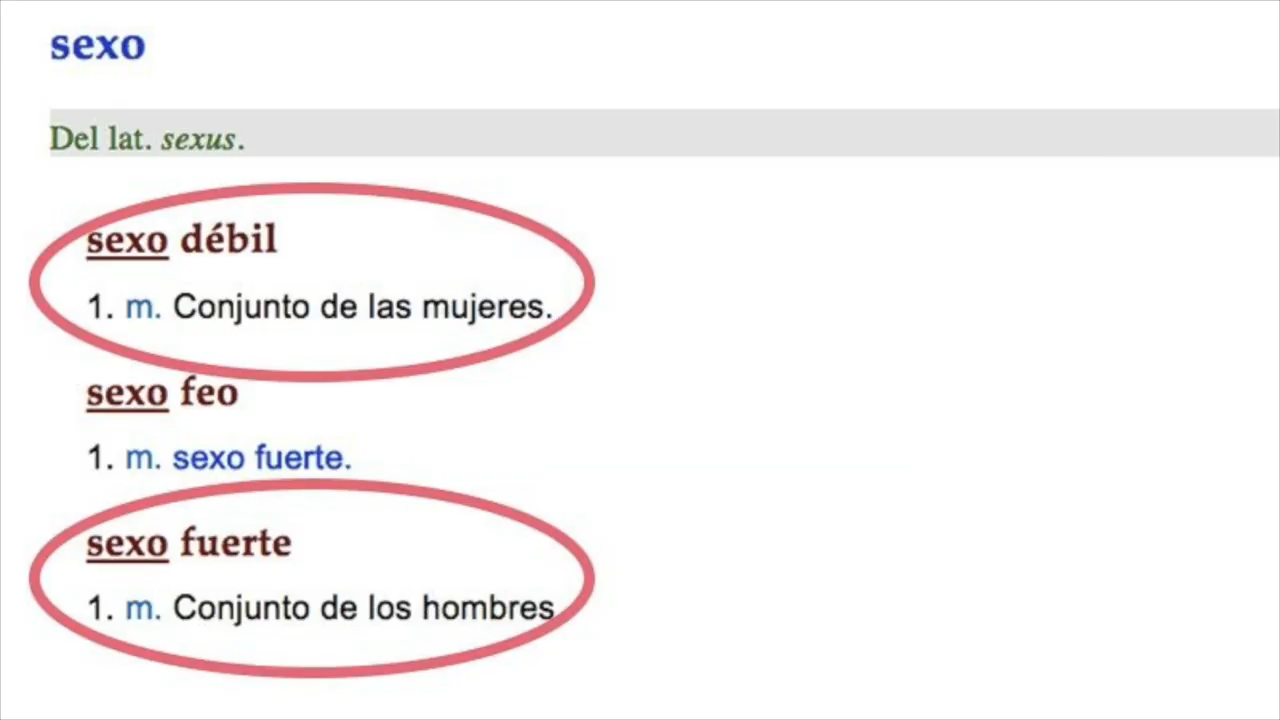 sexo
Del lat. sexus.
sexo débil
1. m. Conjunto de las mujeres.
sexo feo
1. m. sexo fuerte.
sexo fuerte
1. m. Conjunto de los hombres